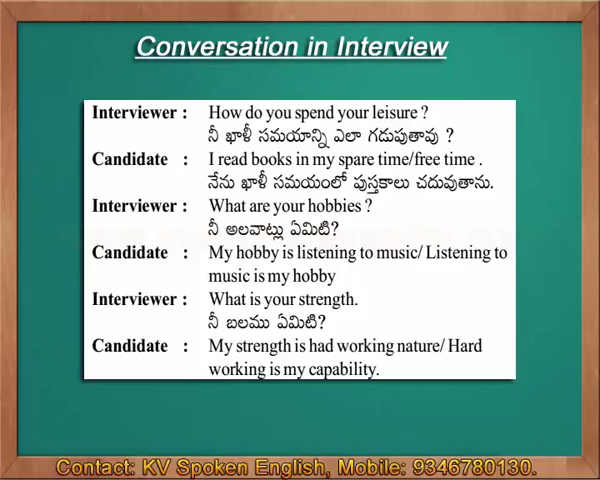 Conversation in Interview
Interviewer : How do you spend your leisure ?
నీ ఖాళీ సమయాన్ని ఎలా గడుపుతావు ?
Candidate : I read books in my spare time/free time .
నేను ఖాళీ సమయంలో పుస్తకాలు చదువుతాను.
Interviewer : What are your hobbies ?
నీ అలవాట్లు ఏమిటి?
Candidate : My hobby is listening to music/ Listening to
music is my hobby
Interviewer : What is your strength.
నీ బలము ఏమిటి?
Candidate : My strength is had working nature/ Hard
working is my capability.
Contact: KV Spoken English, Mobile: 9346780130.